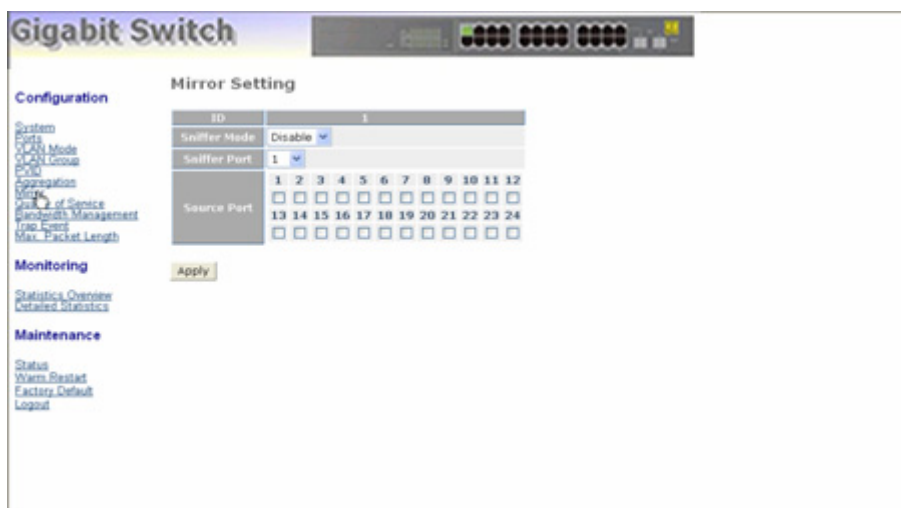 Gigabit Switch
Configuration
System
Ports
VLAN Mode
VLAN Group
PVID
Aggregation
Mirror
Quality of Service
Bandwidth Management
Trap Event
Max. Packet Length
Monitoring
Statistics Overview
Detailed Statistics
Maintenance
Status
Warm Restart
Factory Default
Logout
Mirror Setting
ID 1
Sniffer Mode Disable
Sniffer Port 1
Source Port
1 2 3 4 5 6 7 8 9 10 11 12
13 14 15 16 17 18 19 20 21 22 23 24
Apply